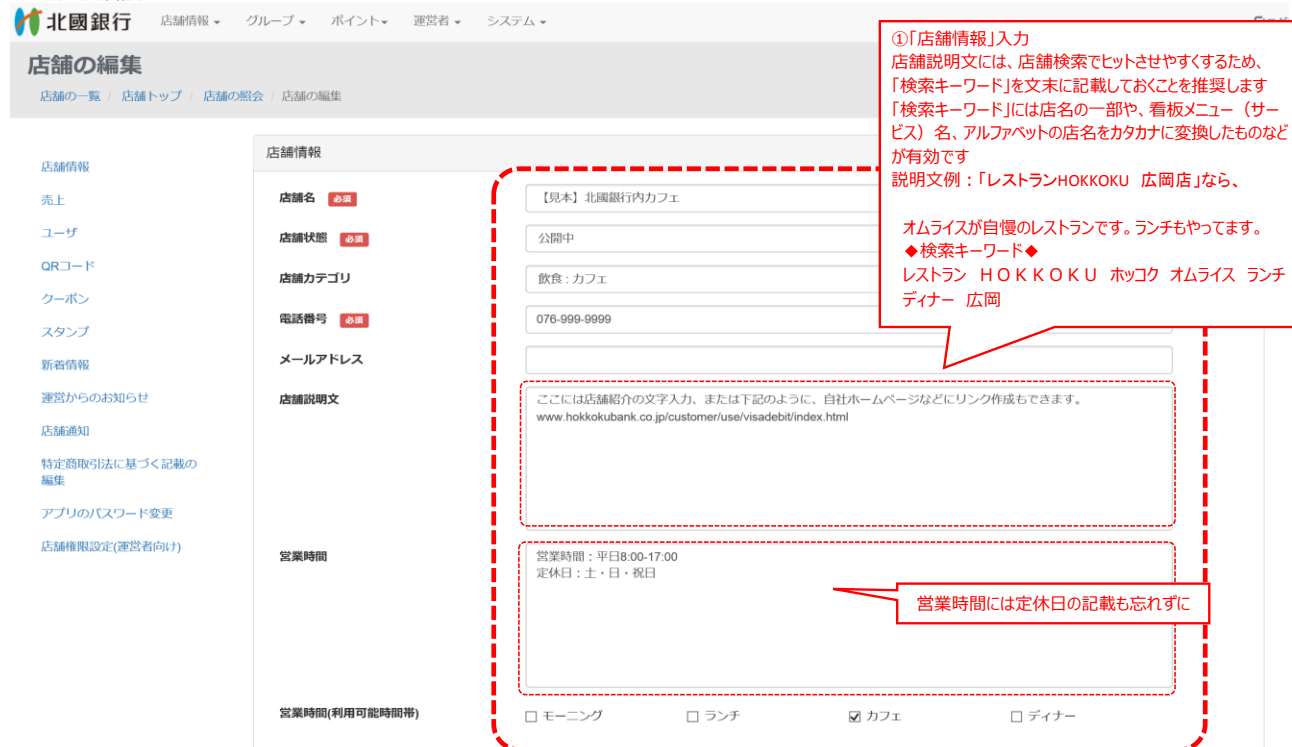 北國銀行 店舗情報 グループ ポイント 運営者 システム
店舗の編集
店舗の一覧 / 店舗トップ / 店舗の照会 / 店舗の編集
①「店舗情報」入力
店舗説明文には、店舗検索でヒットさせやすくするため、
「検索キーワード」を文末に記載しておくことを推奨します
「検索キーワード」には店名の一部や、看板メニュー（サー
ビス）名、アルファベットの店名をカタカナに変換したものなど
が有効です
説明文例：「レストランHOKKOKU 広岡店」なら、
オムライスが自慢のレストランです。ランチもやってます。
◆検索キーワード◆
レストラン ＨＯＫＫＯＫＵ ホッコク オムライス ランチ
ディナー 広岡
店舗情報
売上
ユーザ
QRコード
クーポン
スタンプ
新着情報
運営からのお知らせ
店舗通知
特定商取引法に基づく記載の
編集
アプリのパスワード変更
店舗権限設定(運営者向け)
店舗情報
店舗名 必須 【見本】北國銀行内カフェ
店舗状態 必須 公開中
店舗カテゴリ 飲食 : カフェ
電話番号 必須 076-999-9999
メールアドレス
店舗説明文 ここには店舗紹介の文字入力、または下記のように、自社ホームページなどにリンク作成もできます。
www.hokkokubank.co.jp/customer/use/visadebit/index.html
営業時間 営業時間：平日8:00-17:00
定休日：土・日・祝日
営業時間には定休日の記載も忘れずに
営業時間(利用可能時間帯) モーニング ランチ カフェ ディナー